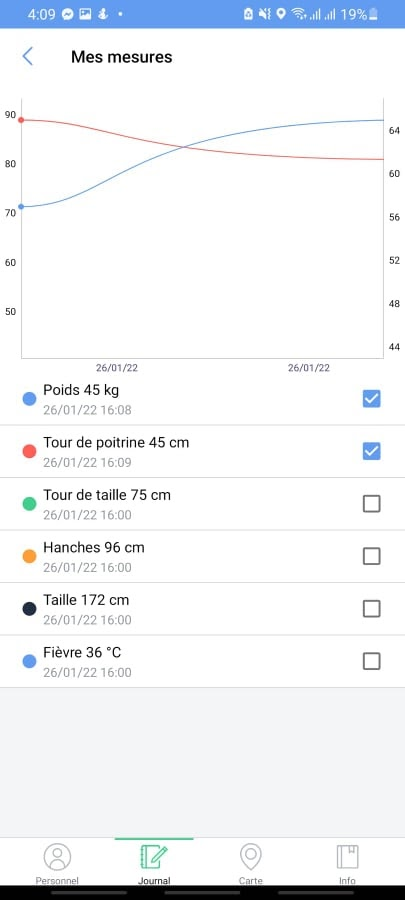 4:09
19%
Mes mesures
90
80
70
60
50
64
60
56
52
48
44
26/01/22 26/01/22
Poids 45 kg
26/01/22 16:08
Tour de poitrine 45 cm
26/01/22 16:09
Tour de taille 75 cm
26/01/22 16:00
Hanches 96 cm
26/01/22 16:00
Taille 172 cm
26/01/22 16:00
Fièvre 36 °C
26/01/22 16:00
Personnel Journal Carte Info